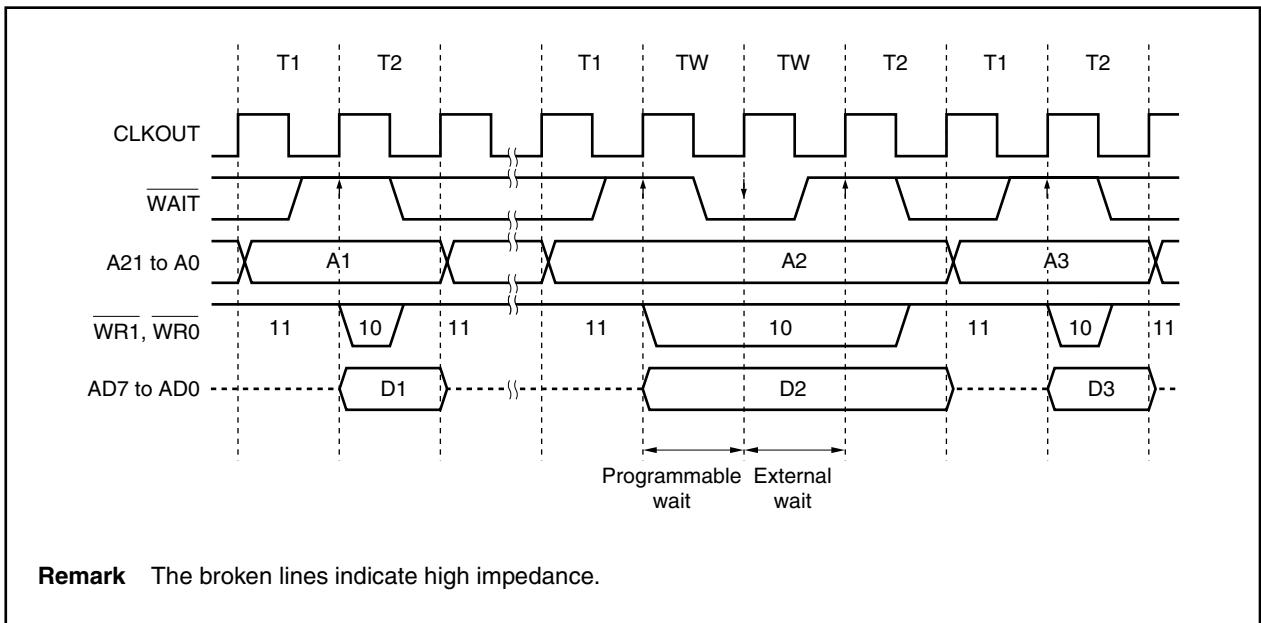 T1 T2 T1 TW TW T2 T1 T2
CLKOUT
WAIT
A21 to A0 A1 A2 A3
WR1, WR0 11 10 11 11 10 11 10 11
AD7 to AD0 D1 D2 D3
Programmable wait
External wait
Remark The broken lines indicate high impedance.